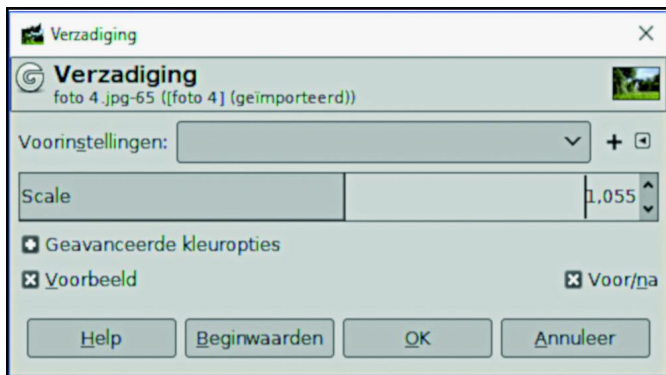 Verzadiging
Verzadiging
foto 4.jpg-65 ([foto 4] (geïmporteerd))
Voorinstellingen:
Scale 1,055
Geavanceerde kleuropties
Voorbeeld Voor/na
Help Beginwaarden OK Annuleer